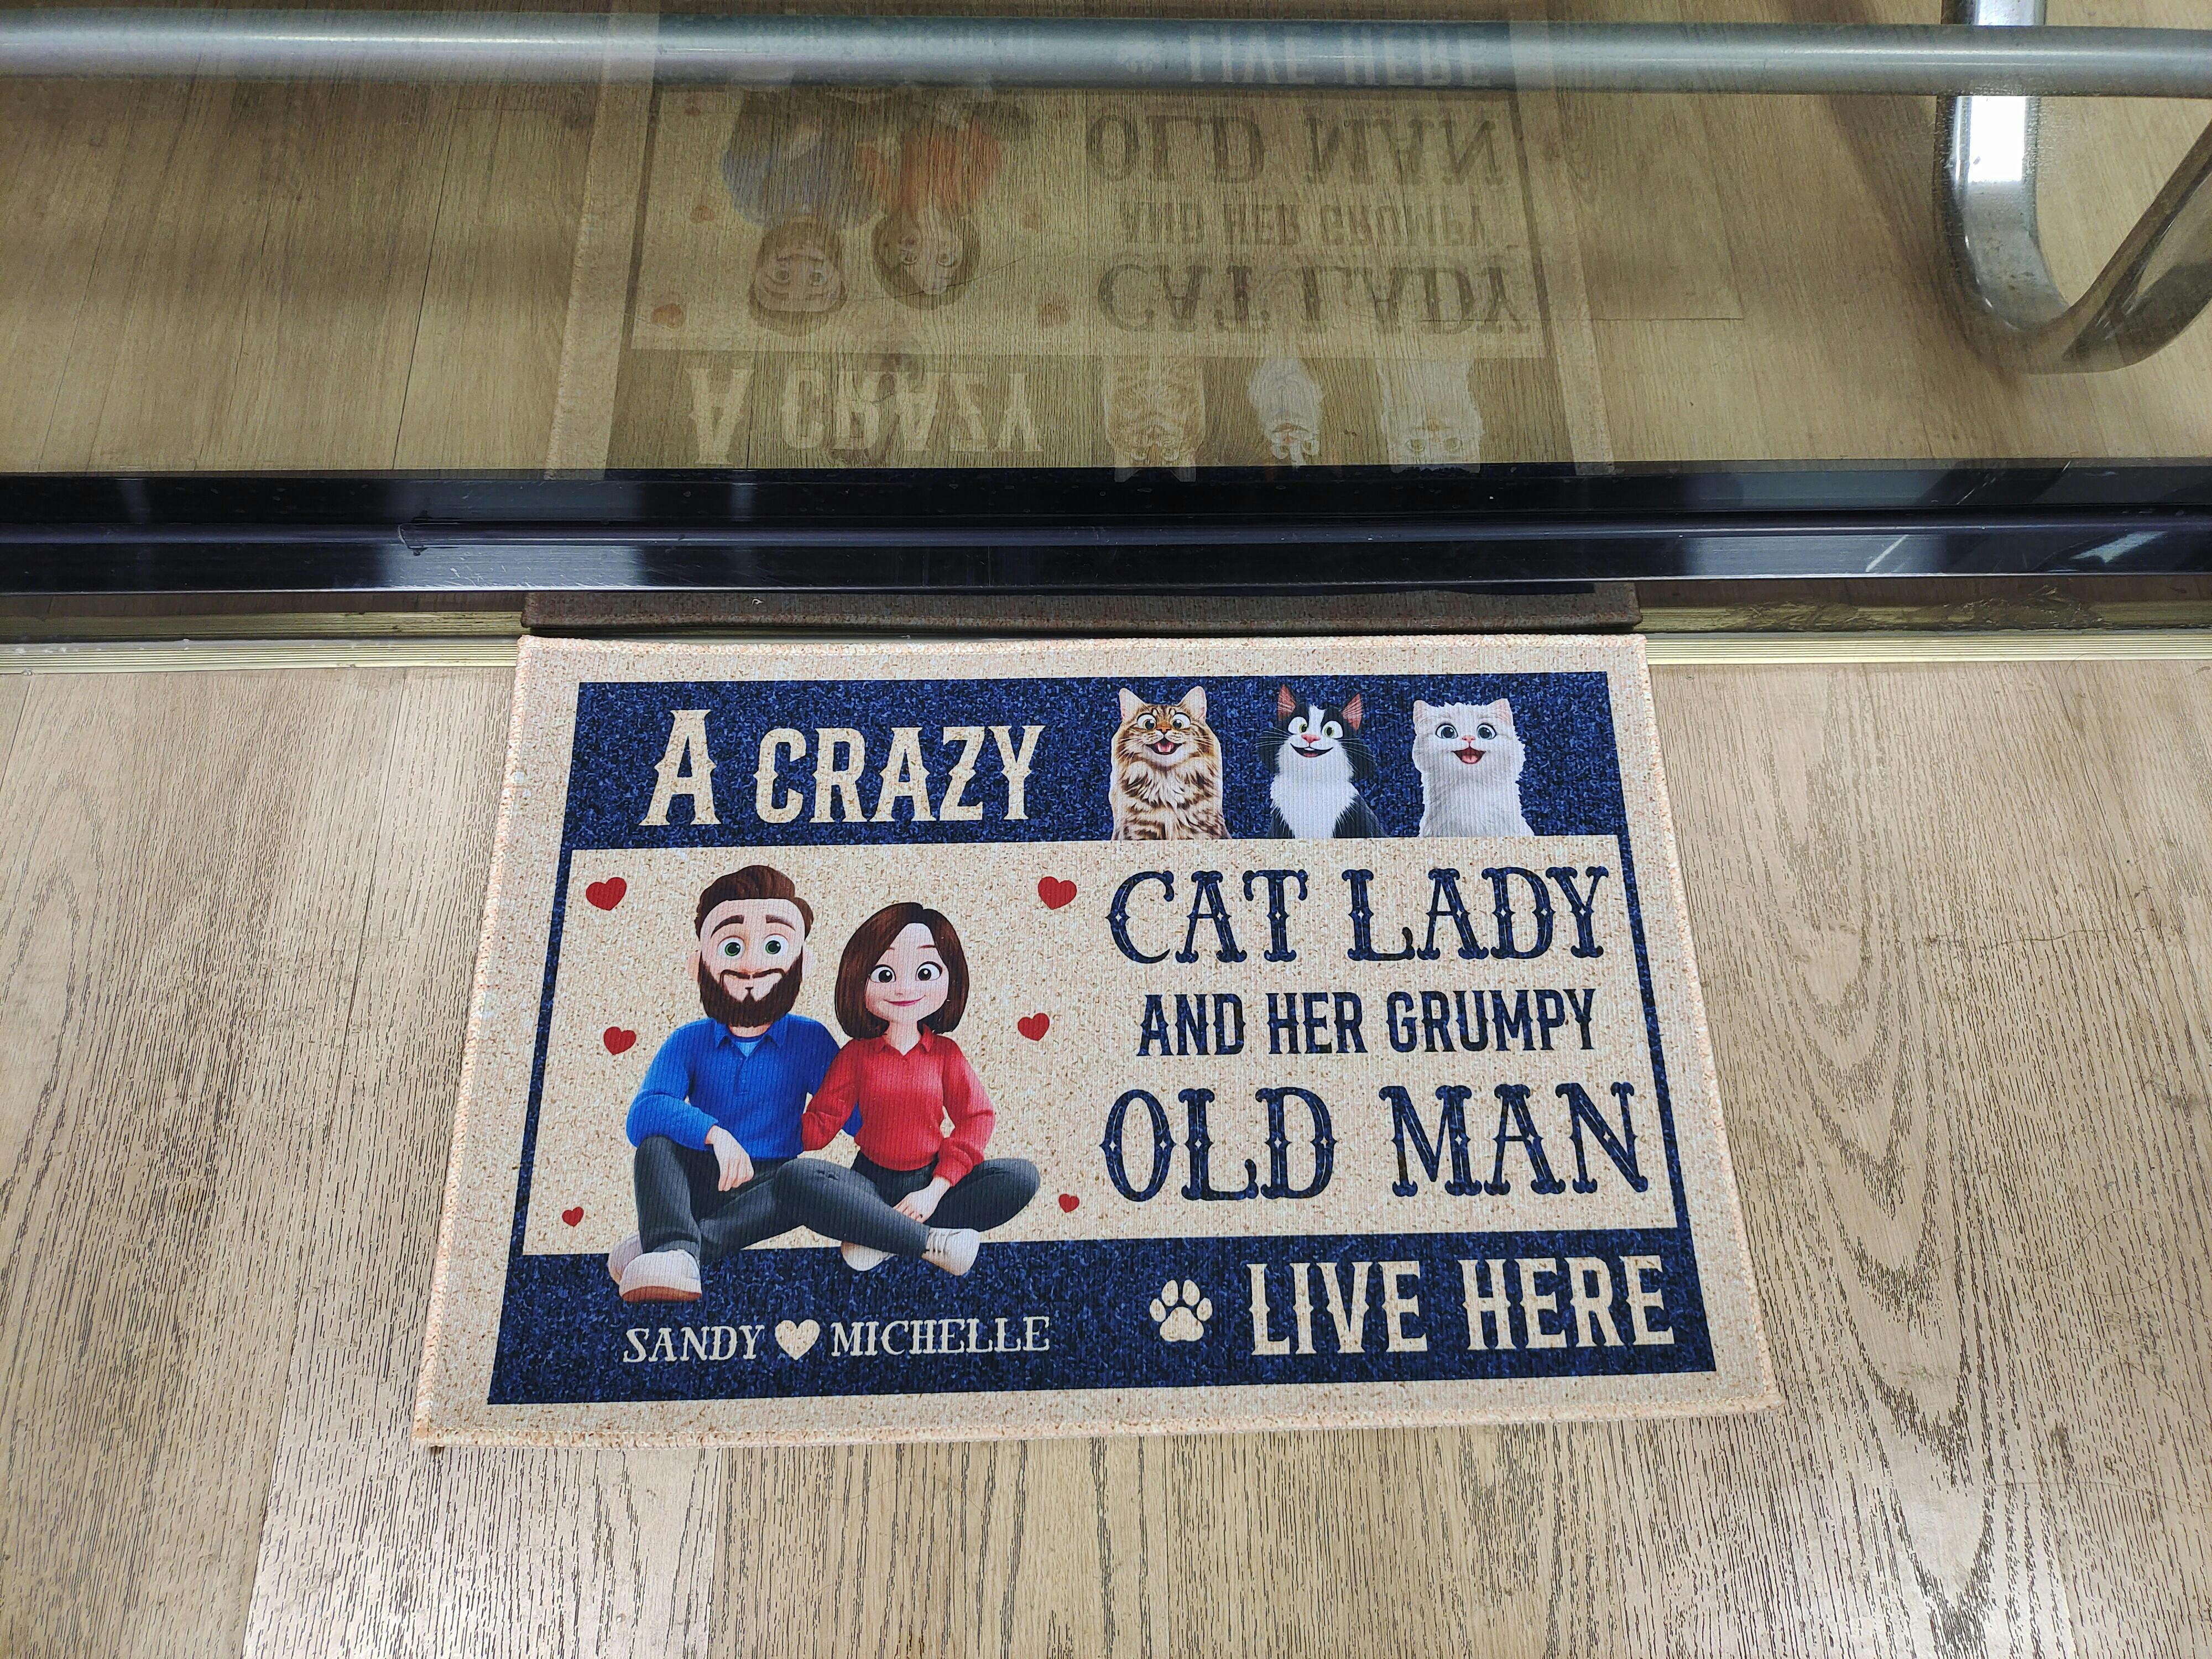 A CRAZY
CAT LADY
AND HER GRUMPY
OLD MAN
LIVE HERE
SANDY MICHELLE